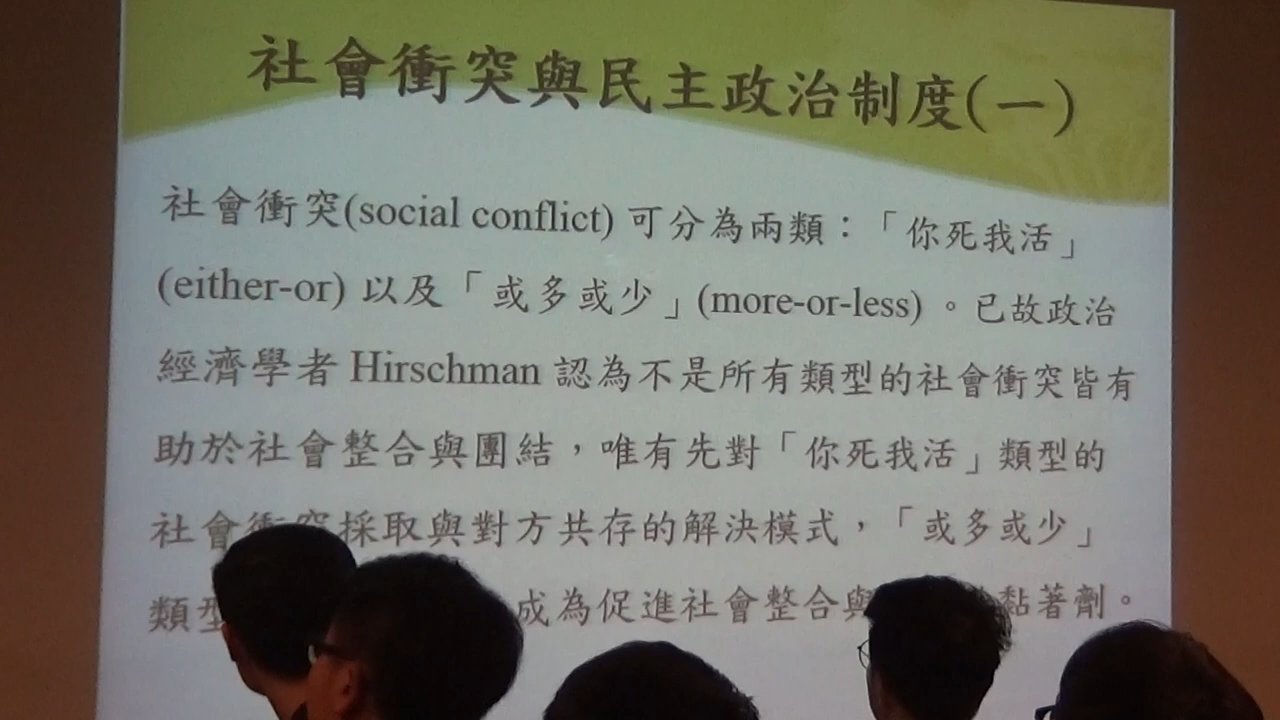 社會衝突與民主政治制度(一)
社會衝突(social conflict) 可分為兩類：「你死我活」
(either-or) 以及「或多或少」(more-or-less) 。已故政治
經濟學者 Hirschman 認為不是所有類型的社會衝突皆有
助於社會整合與團結，唯有先對「你死我活」類型的
社會衝突採取與對方共存的解決模式，「或多或少」
類型 成為促進社會整合與 黏著劑。